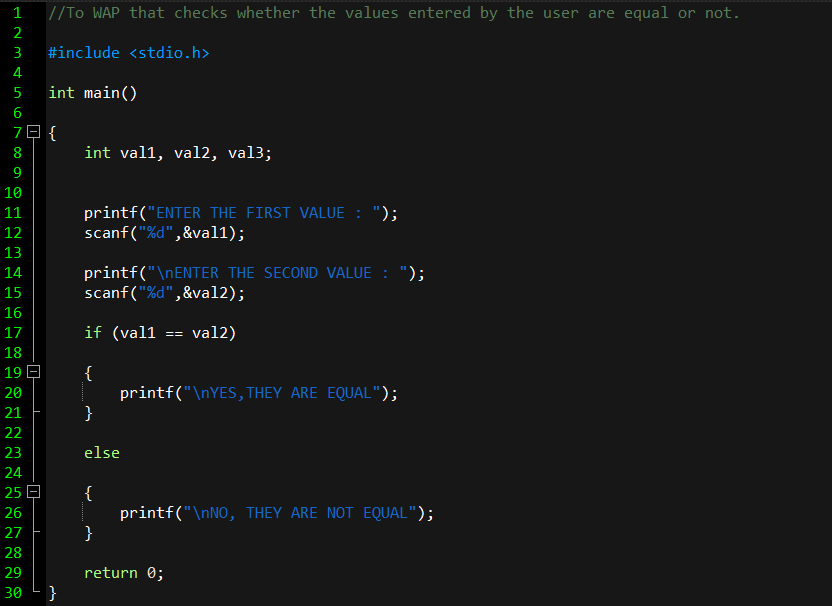 1 //To WAP that checks whether the values entered by the user are equal or not.
2
3 #include <stdio.h>
4
5 int main()
6
7 {
8     int val1, val2, val3;
9
10
11     printf("ENTER THE FIRST VALUE : ");
12     scanf("%d",&val1);
13
14     printf("\nENTER THE SECOND VALUE : ");
15     scanf("%d",&val2);
16
17     if (val1 == val2)
18
19     {
20         printf("\nYES,THEY ARE EQUAL");
21     }
22
23     else
24
25     {
26         printf("\nNO, THEY ARE NOT EQUAL");
27     }
28
29     return 0;
30 }